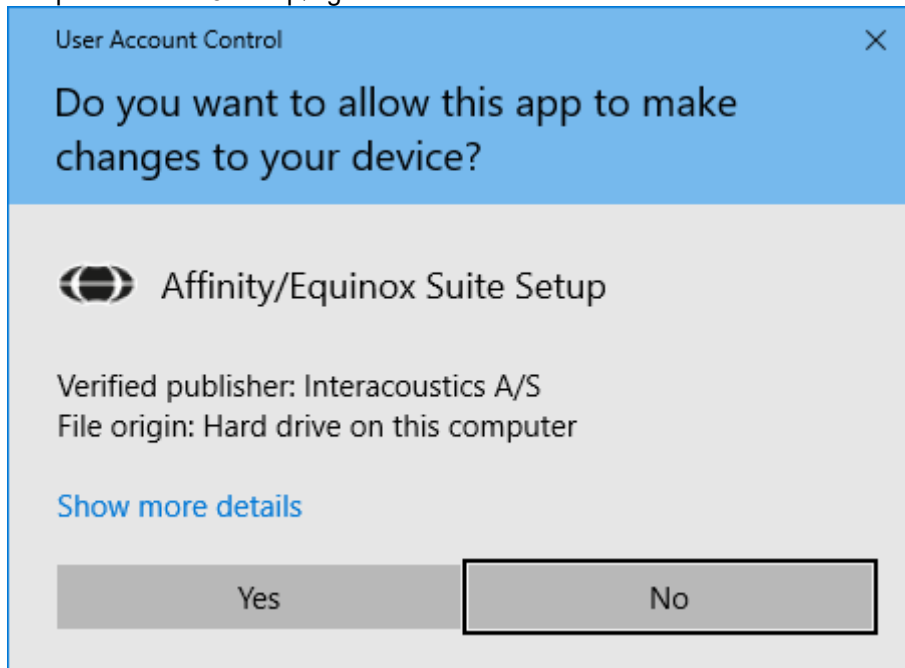 User Account Control
Do you want to allow this app to make
changes to your device?
Affinity/Equinox Suite Setup
Verified publisher: Interacoustics A/S
File origin: Hard drive on this computer
Show more details
Yes No